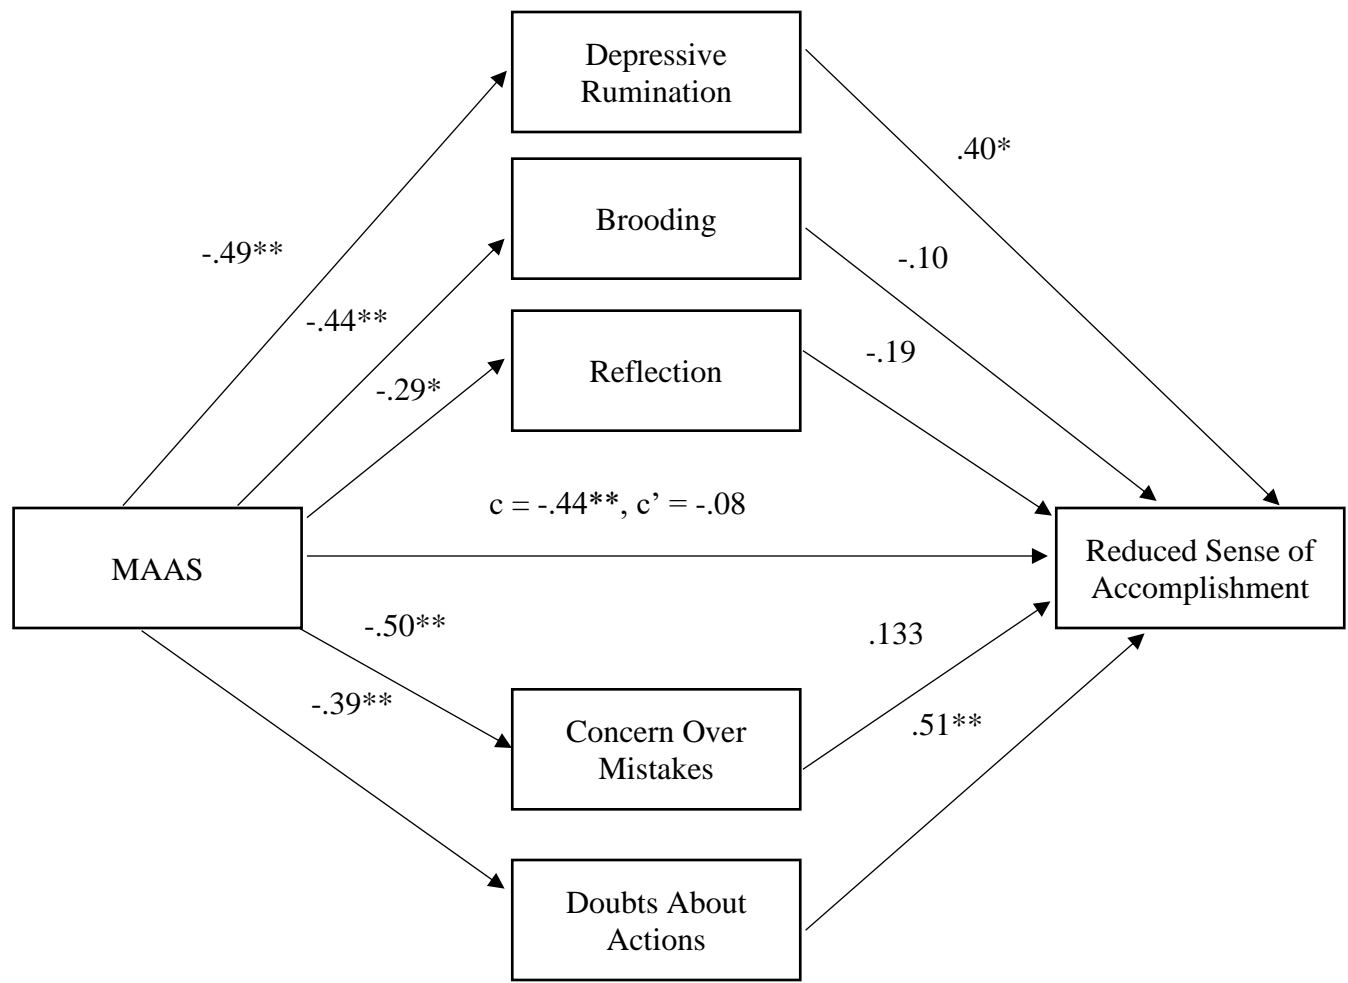 Depressive
Rumination
.40*
Brooding
-.49**
-.10
-.44**
-.19
Reflection
-.29*
c = -.44**, c’ = -.08
MAAS
Reduced Sense of
Accomplishment
-.50**
.133
-.39**
.51**
Concern Over
Mistakes
Doubts About
Actions